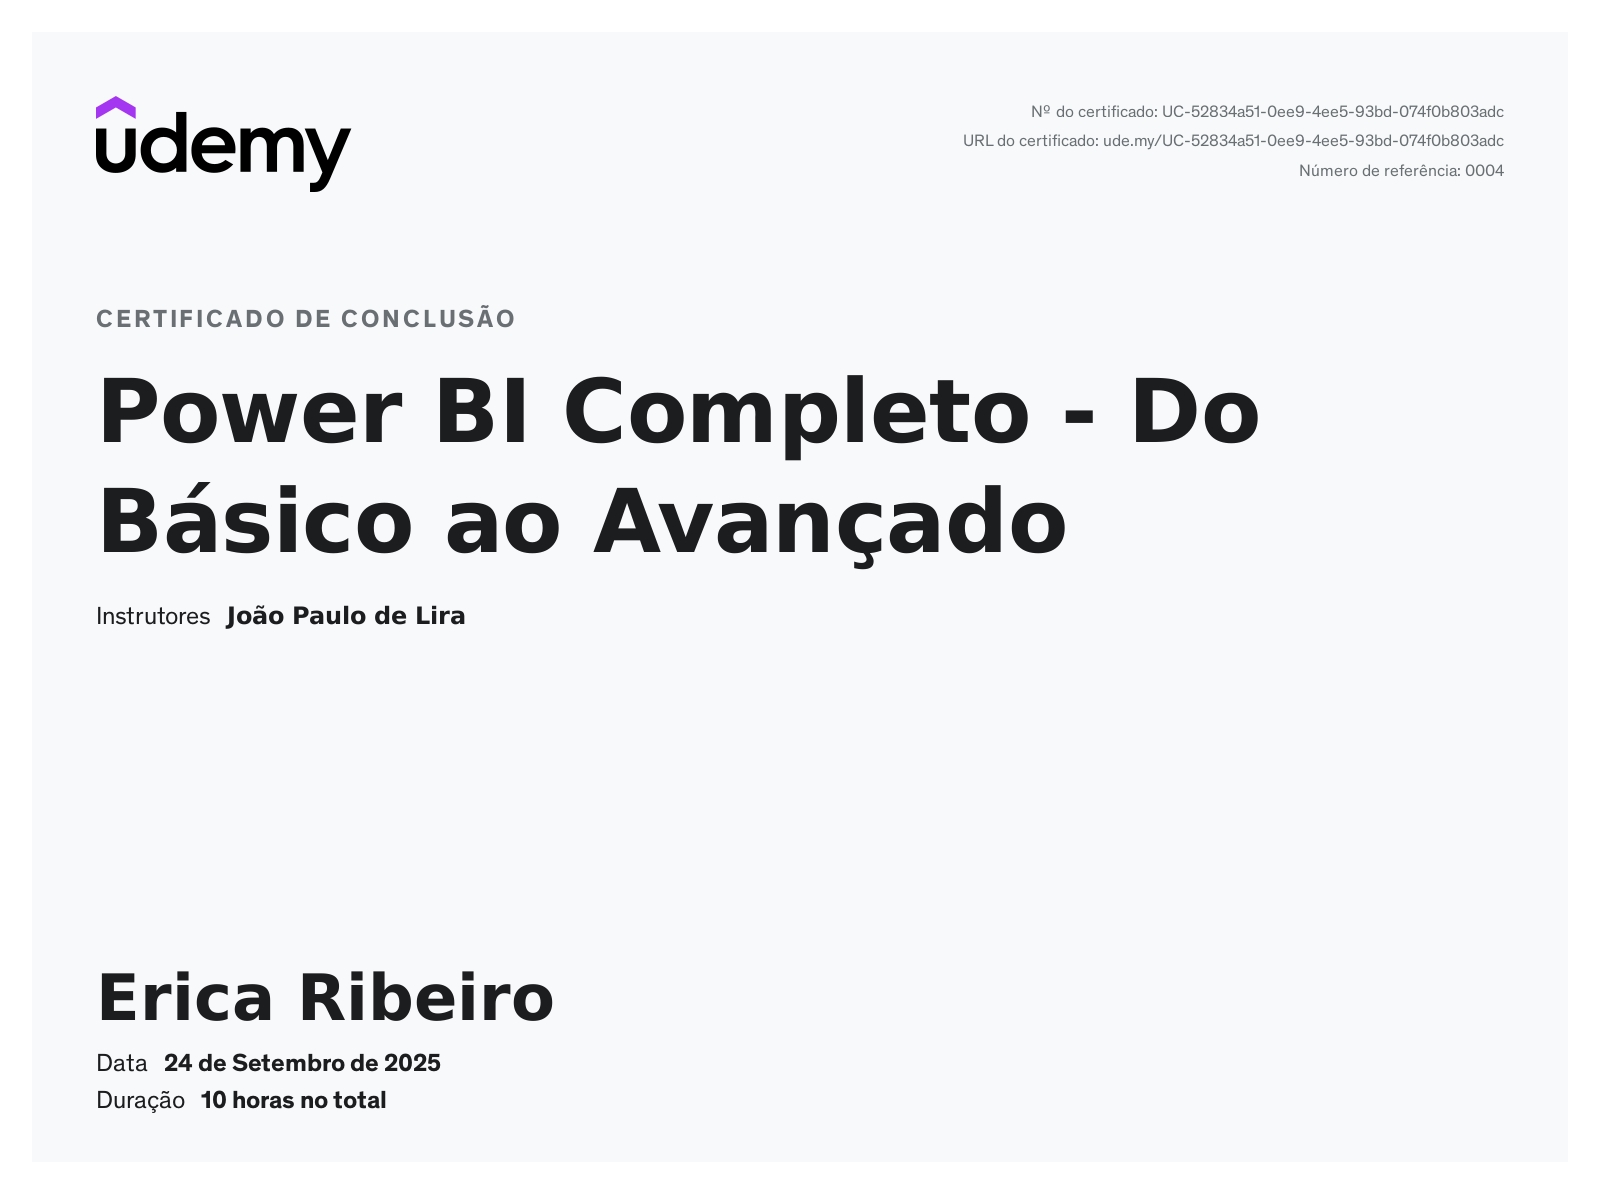 udemy
Nº do certificado: UC-52834a51-0ee9-4ee5-93bd-074f0b803adc
URL do certificado: ude.my/UC-52834a51-0ee9-4ee5-93bd-074f0b803adc
Número de referência: 0004
CERTIFICADO DE CONCLUSÃO
Power BI Completo - Do
Básico ao Avançado
Instrutores João Paulo de Lira
Erica Ribeiro
Data 24 de Setembro de 2025
Duração 10 horas no total